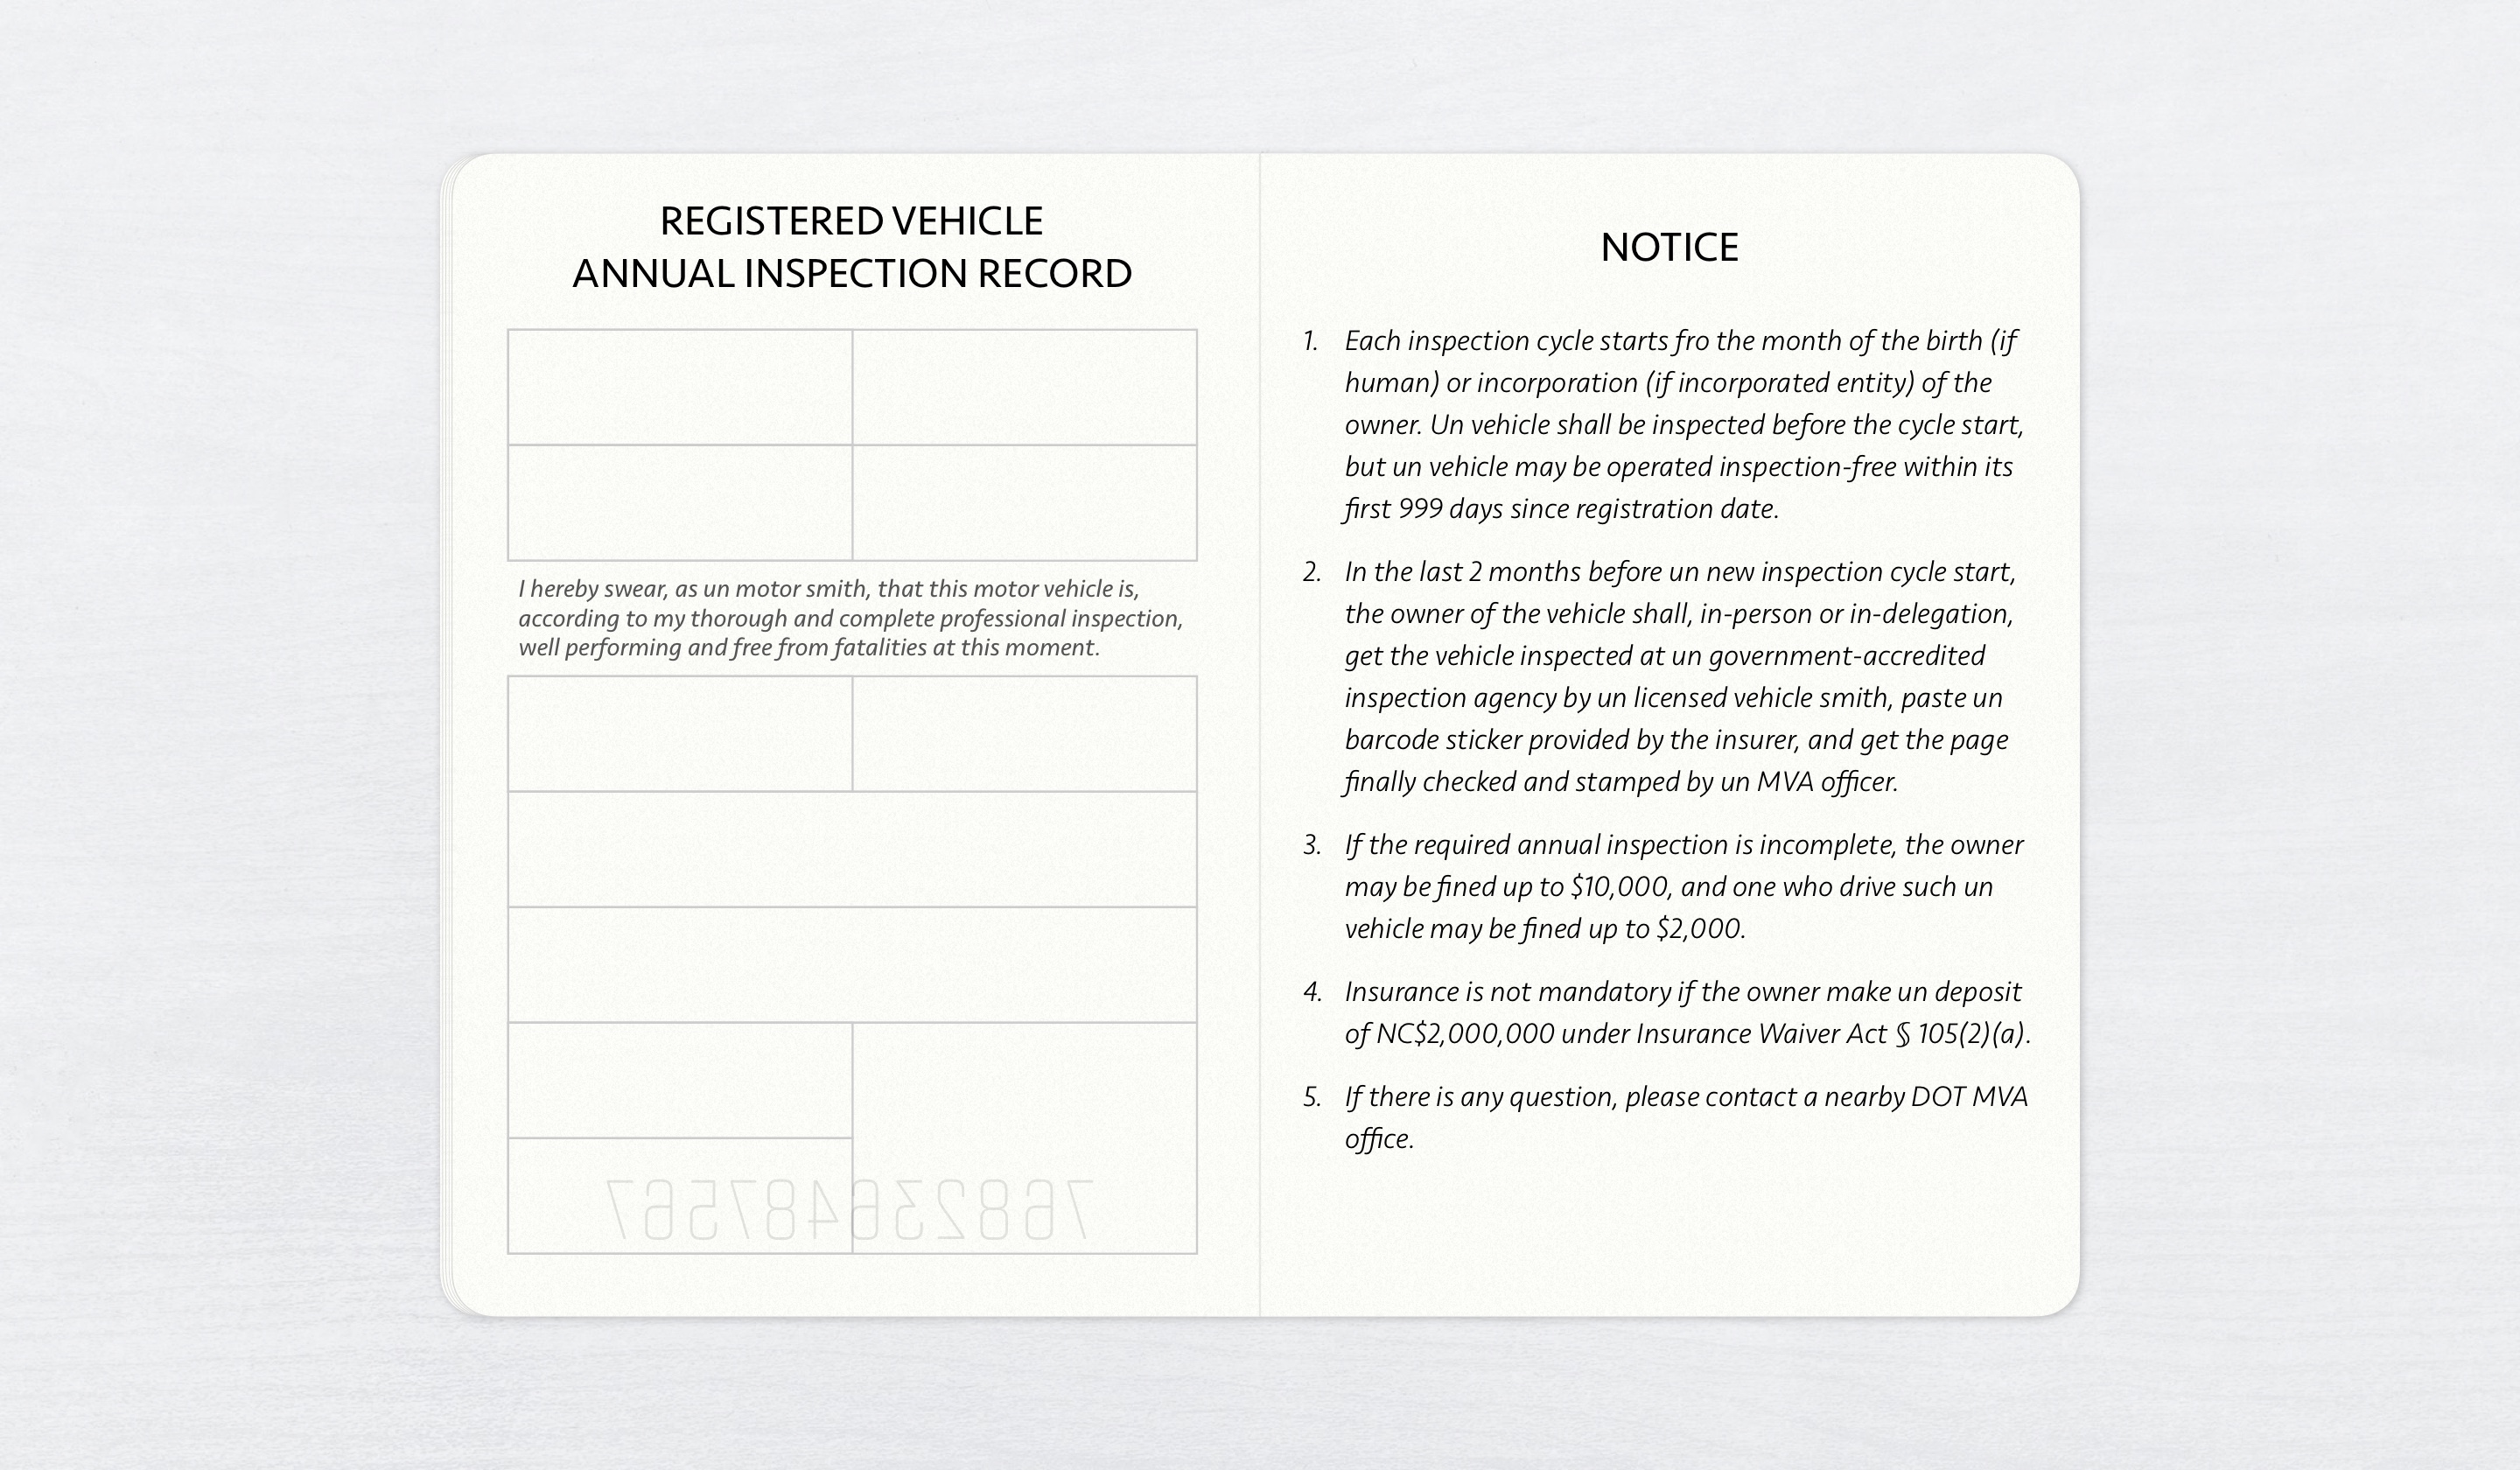 REGISTERED VEHICLE
ANNUAL INSPECTION RECORD
I hereby swear, as un motor smith, that this motor vehicle is,
according to my thorough and complete professional inspection,
well performing and free from fatalities at this moment.
768236487567
NOTICE
1. Each inspection cycle starts fro the month of the birth (if
human) or incorporation (if incorporated entity) of the
owner. Un vehicle shall be inspected before the cycle start,
but un vehicle may be operated inspection-free within its
first 999 days since registration date.
2. In the last 2 months before un new inspection cycle start,
the owner of the vehicle shall, in-person or in-delegation,
get the vehicle inspected at un government-accredited
inspection agency by un licensed vehicle smith, paste un
barcode sticker provided by the insurer, and get the page
finally checked and stamped by un MVA officer.
3. If the required annual inspection is incomplete, the owner
may be fined up to $10,000, and one who drive such un
vehicle may be fined up to $2,000.
4. Insurance is not mandatory if the owner make un deposit
of NC$2,000,000 under Insurance Waiver Act § 105(2)(a).
5. If there is any question, please contact a nearby DOT MVA
office.